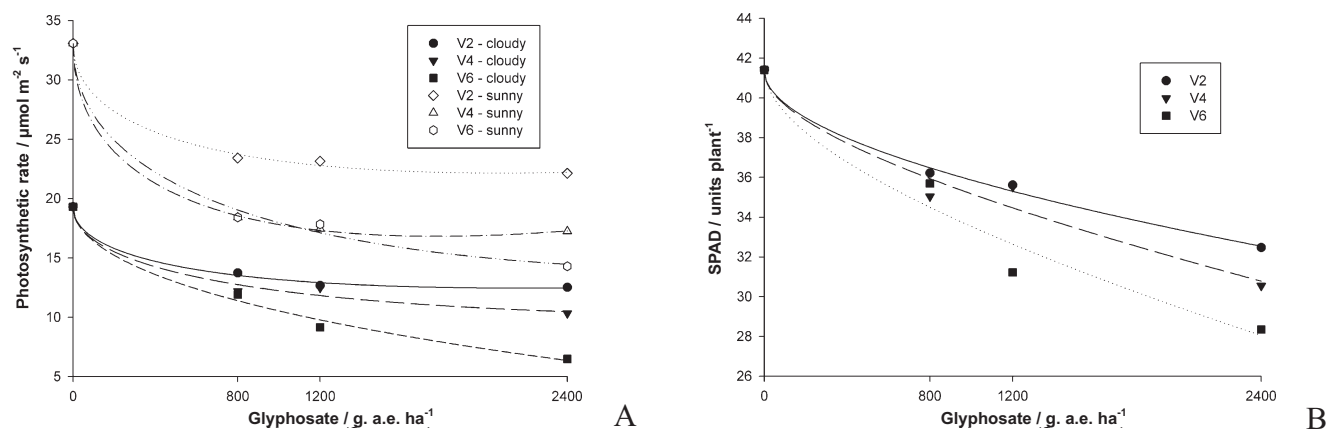 35
30
25
20
15
10
5
Photosynthetic rate / µmol m-2 s-1
V2 - cloudy
V4 - cloudy
V6 - cloudy
V2 - sunny
V4 - sunny
V6 - sunny
0 800 1200 2400
Glyphosate / g. a.e. ha-1
A
44
42
40
38
36
34
32
30
28
26
SPAD / units plant-1
V2
V4
V6
0 800 1200 2400
Glyphosate / g. a.e. ha-1
B